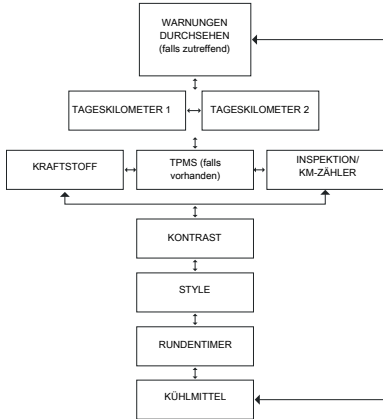 WARNUNGEN
DURCHSEHEN
(falls zutreffend)
TAGESKILOMETER 1
TAGESKILOMETER 2
KRAFTSTOFF
TPMS (falls
vorhanden)
INSPEKTION/
KM-ZÄHLER
KONTRAST
STYLE
RUNDENTIMER
KÜHLMITTEL